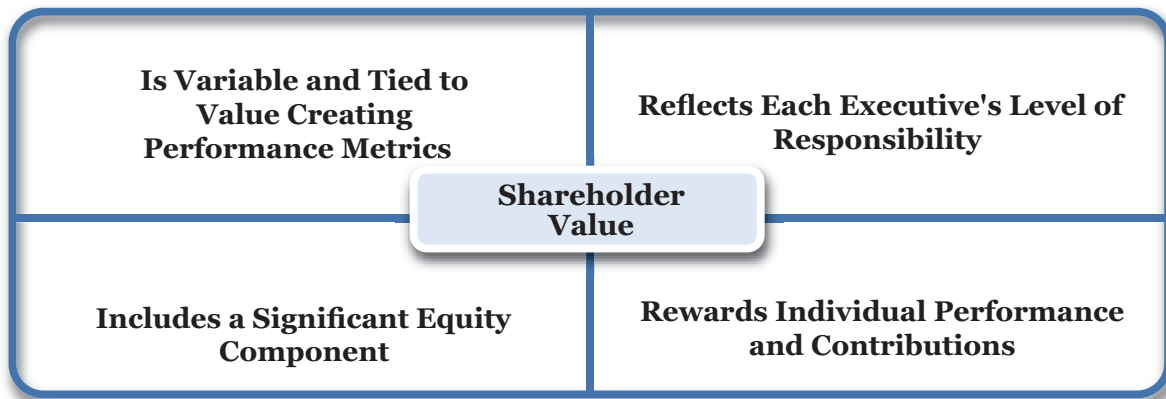 Is Variable and Tied to
Value Creating
Performance Metrics
Reflects Each Executive's Level of
Responsibility
Shareholder
Value
Includes a Significant Equity
Component
Rewards Individual Performance
and Contributions